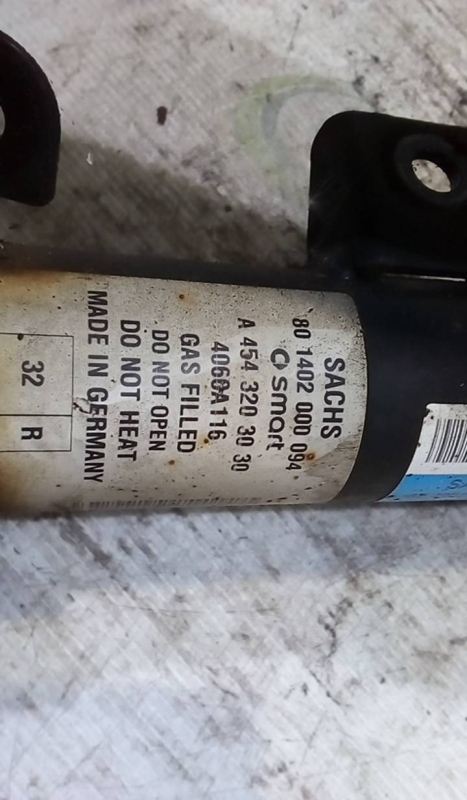 SACHS
80 1402 000 094
smart
A 454 320 30 30
4060A116
GAS FILLED
DO NOT OPEN
DO NOT HEAT
MADE IN GERMANY
32 R